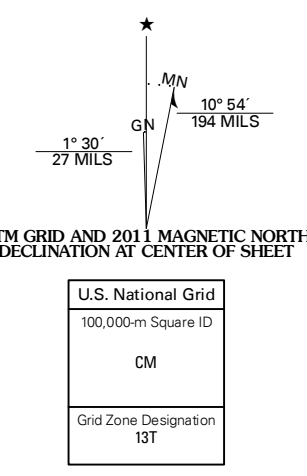 ★
MN
GN
10° 54´
194 MILS
1° 30´
27 MILS
TM GRID AND 2011 MAGNETIC NORTH
DECLINATION AT CENTER OF SHEET
U.S. National Grid
100,000-m Square ID
CM
Grid Zone Designation
13T